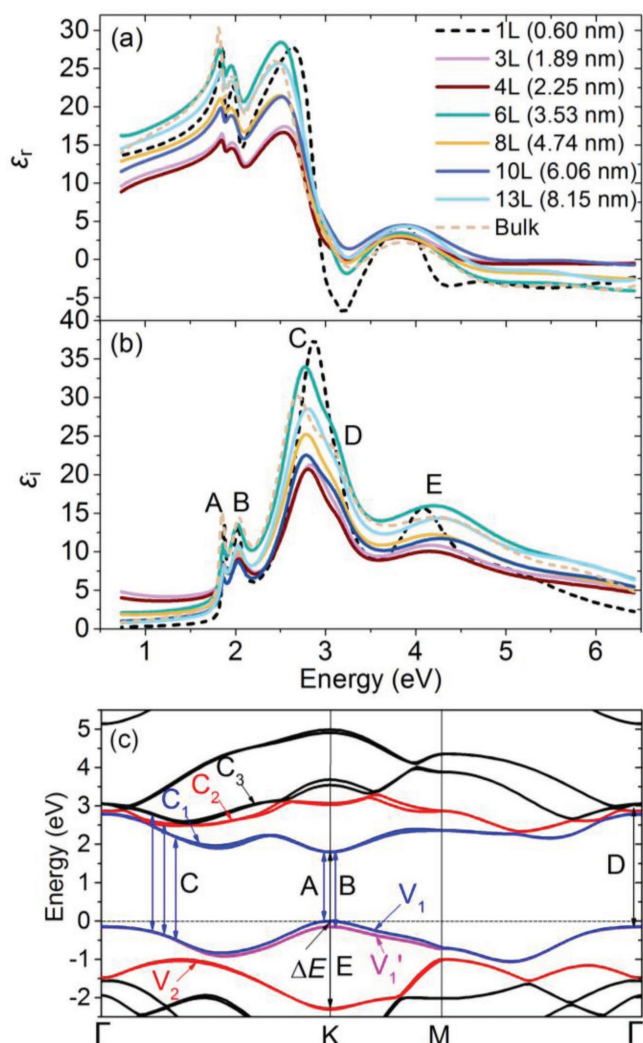 (a)
1L (0.60 nm)
3L (1.89 nm)
4L (2.25 nm)
6L (3.53 nm)
8L (4.74 nm)
10L (6.06 nm)
13L (8.15 nm)
Bulk
εr
30
25
20
15
10
5
0
-5
(b)
εi
40
35
30
25
20
15
10
5
0
A
B
C
D
E
1
2
3
4
5
6
Energy (eV)
(c)
Energy (eV)
5
4
3
2
1
0
-1
-2
C1
C2
C3
C
A
B
D
V1
V1'
V2
ΔE
E
Γ
K
M
Γ